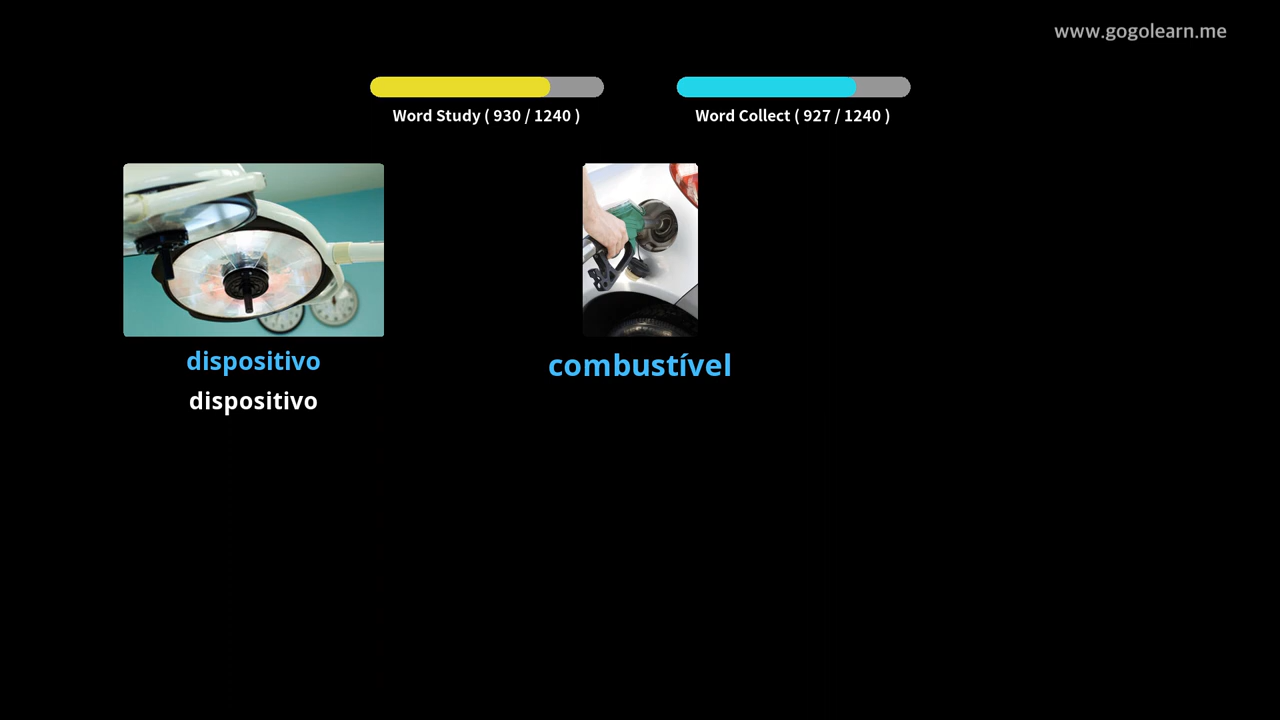 www.gogolearn.me
Word Study ( 930 / 1240 )
Word Collect ( 927 / 1240 )
dispositivo
dispositivo
combustível